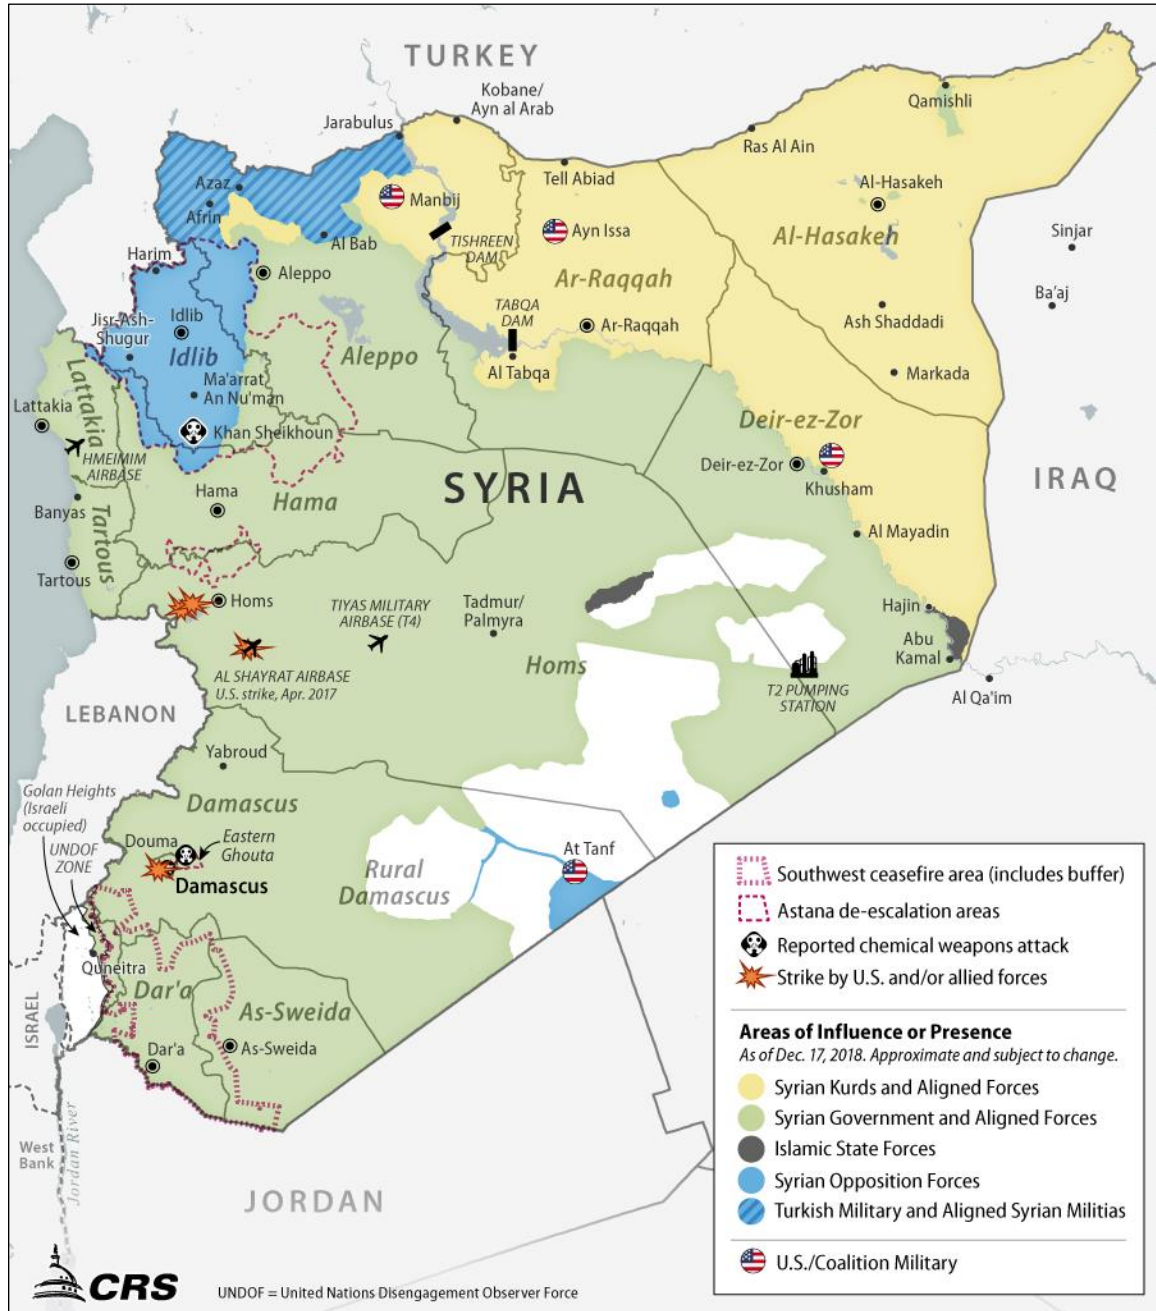 TURKEY
Kobane/
Ayn al Arab
Jarabulus
Qamishli
Ras Al Ain
Tell Abiad
Azaz
Afrin
Manbij
Al-Hasakeh
Ayn Issa
Al-Hasakeh
Sinjar
Al Bab
TISHREEN
DAM
Harim
Aleppo
Ar-Raqqah
Ba'aj
Idlib
TABQA
DAM
Ar-Raqqah
Ash Shaddadi
Jisr-Ash-
Shugur
Idlib
Aleppo
Al Tabqa
Markada
Ma'arrat
An Nu'man
Lattakia
Lattakia
Khan Sheikhoun
Deir-ez-Zor
HMEIMIM
AIRBASE
SYRIA
Deir-ez-Zor
Khusham
IRAQ
Hama
Hama
Banyas
Tartous
Al Mayadin
Tartous
Homs
TIYAS MILITARY
AIRBASE (T4)
Tadmur/
Palmyra
Hajin
Abu
Kamal
Homs
AL SHAYRAT AIRBASE
U.S. strike, Apr. 2017
T2 PUMPING
STATION
Al Qa'im
LEBANON
Yabroud
Golan Heights
(Israeli
occupied)
Damascus
UNDOF
ZONE
Douma
Eastern
Ghouta
Damascus
Rural
Damascus
At Tanf
Quneitra
Dar'a
As-Sweida
ISRAEL
Dar'a
As-Sweida
West
Bank
Jordan River
JORDAN
Southwest ceasefire area (includes buffer)
Astana de-escalation areas
Reported chemical weapons attack
Strike by U.S. and/or allied forces
Areas of Influence or Presence
As of Dec. 17, 2018. Approximate and subject to change.
Syrian Kurds and Aligned Forces
Syrian Government and Aligned Forces
Islamic State Forces
Syrian Opposition Forces
Turkish Military and Aligned Syrian Militias
U.S./Coalition Military
CRS
UNDOF = United Nations Disengagement Observer Force